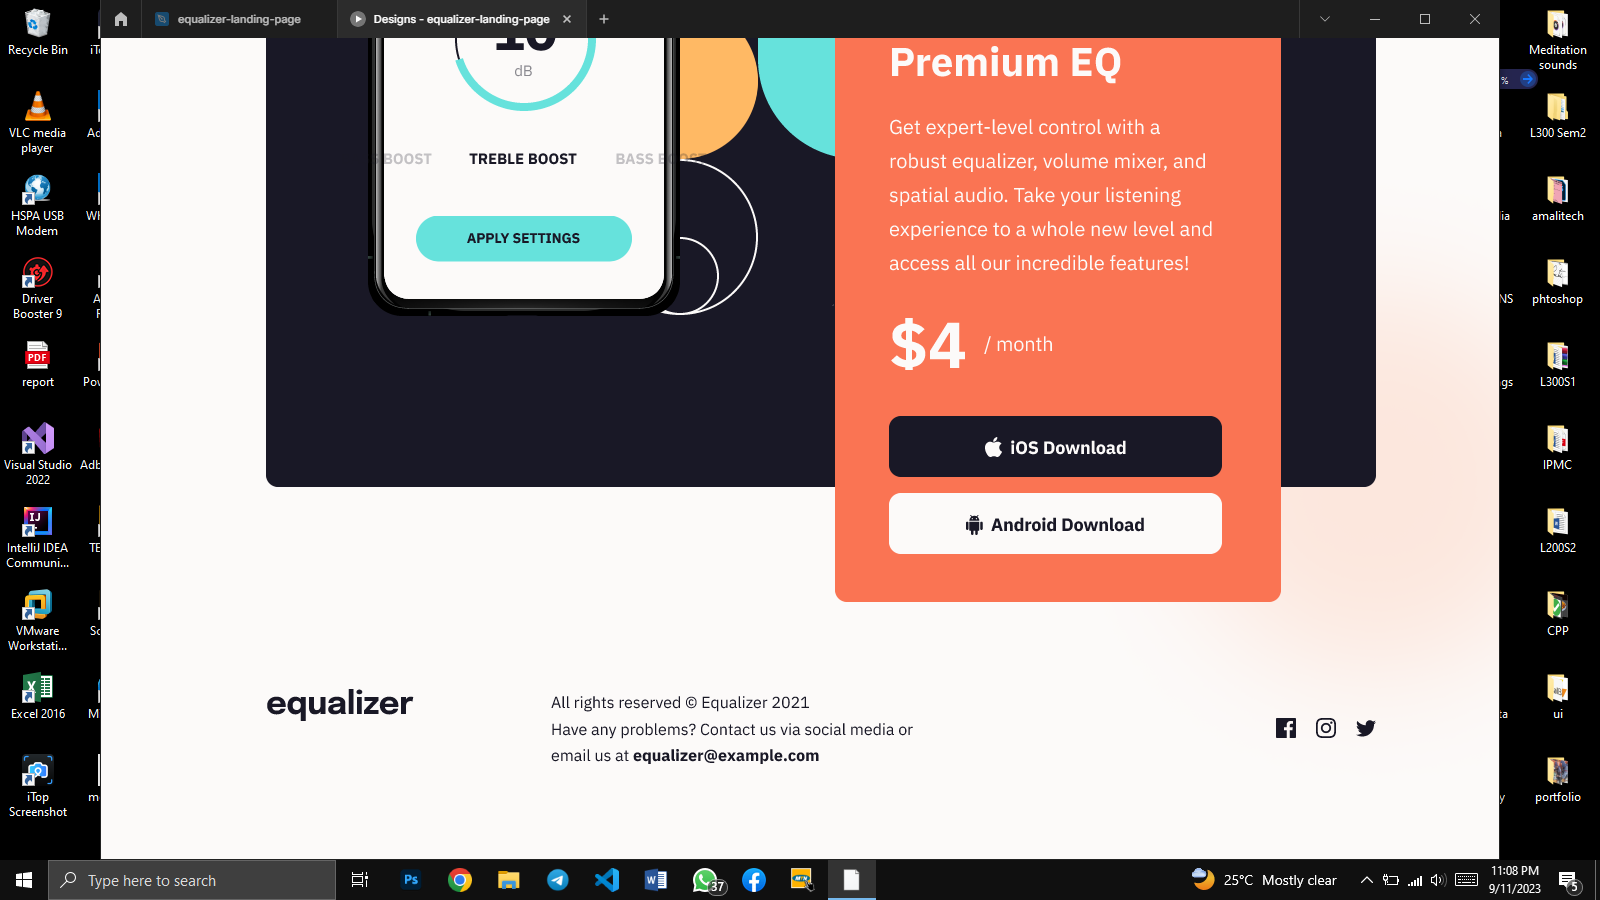 equalizer-landing-page
Designs - equalizer-landing-page
Recycle Bin
VLC media
player
HSPA USB
Modem
Driver
Booster 9
report
Visual Studio
2022
IntelliJ IDEA
Communi...
VMware
Workstati...
Excel 2016
iTop
Screenshot
dB
BOOST
TREBLE BOOST
BASS
APPLY SETTINGS
Premium EQ
Get expert-level control with a
robust equalizer, volume mixer, and
spatial audio. Take your listening
experience to a whole new level and
access all our incredible features!
$4 / month
iOS Download
Android Download
equalizer
All rights reserved © Equalizer 2021
Have any problems? Contact us via social media or
email us at equalizer@example.com
Meditation
sounds
%
L300 Sem2
amalitech
phtoshop
L300S1
IPMC
L200S2
CPP
ui
portfolio
Type here to search
Ps
37
25°C Mostly clear
11:08 PM
9/11/2023
5